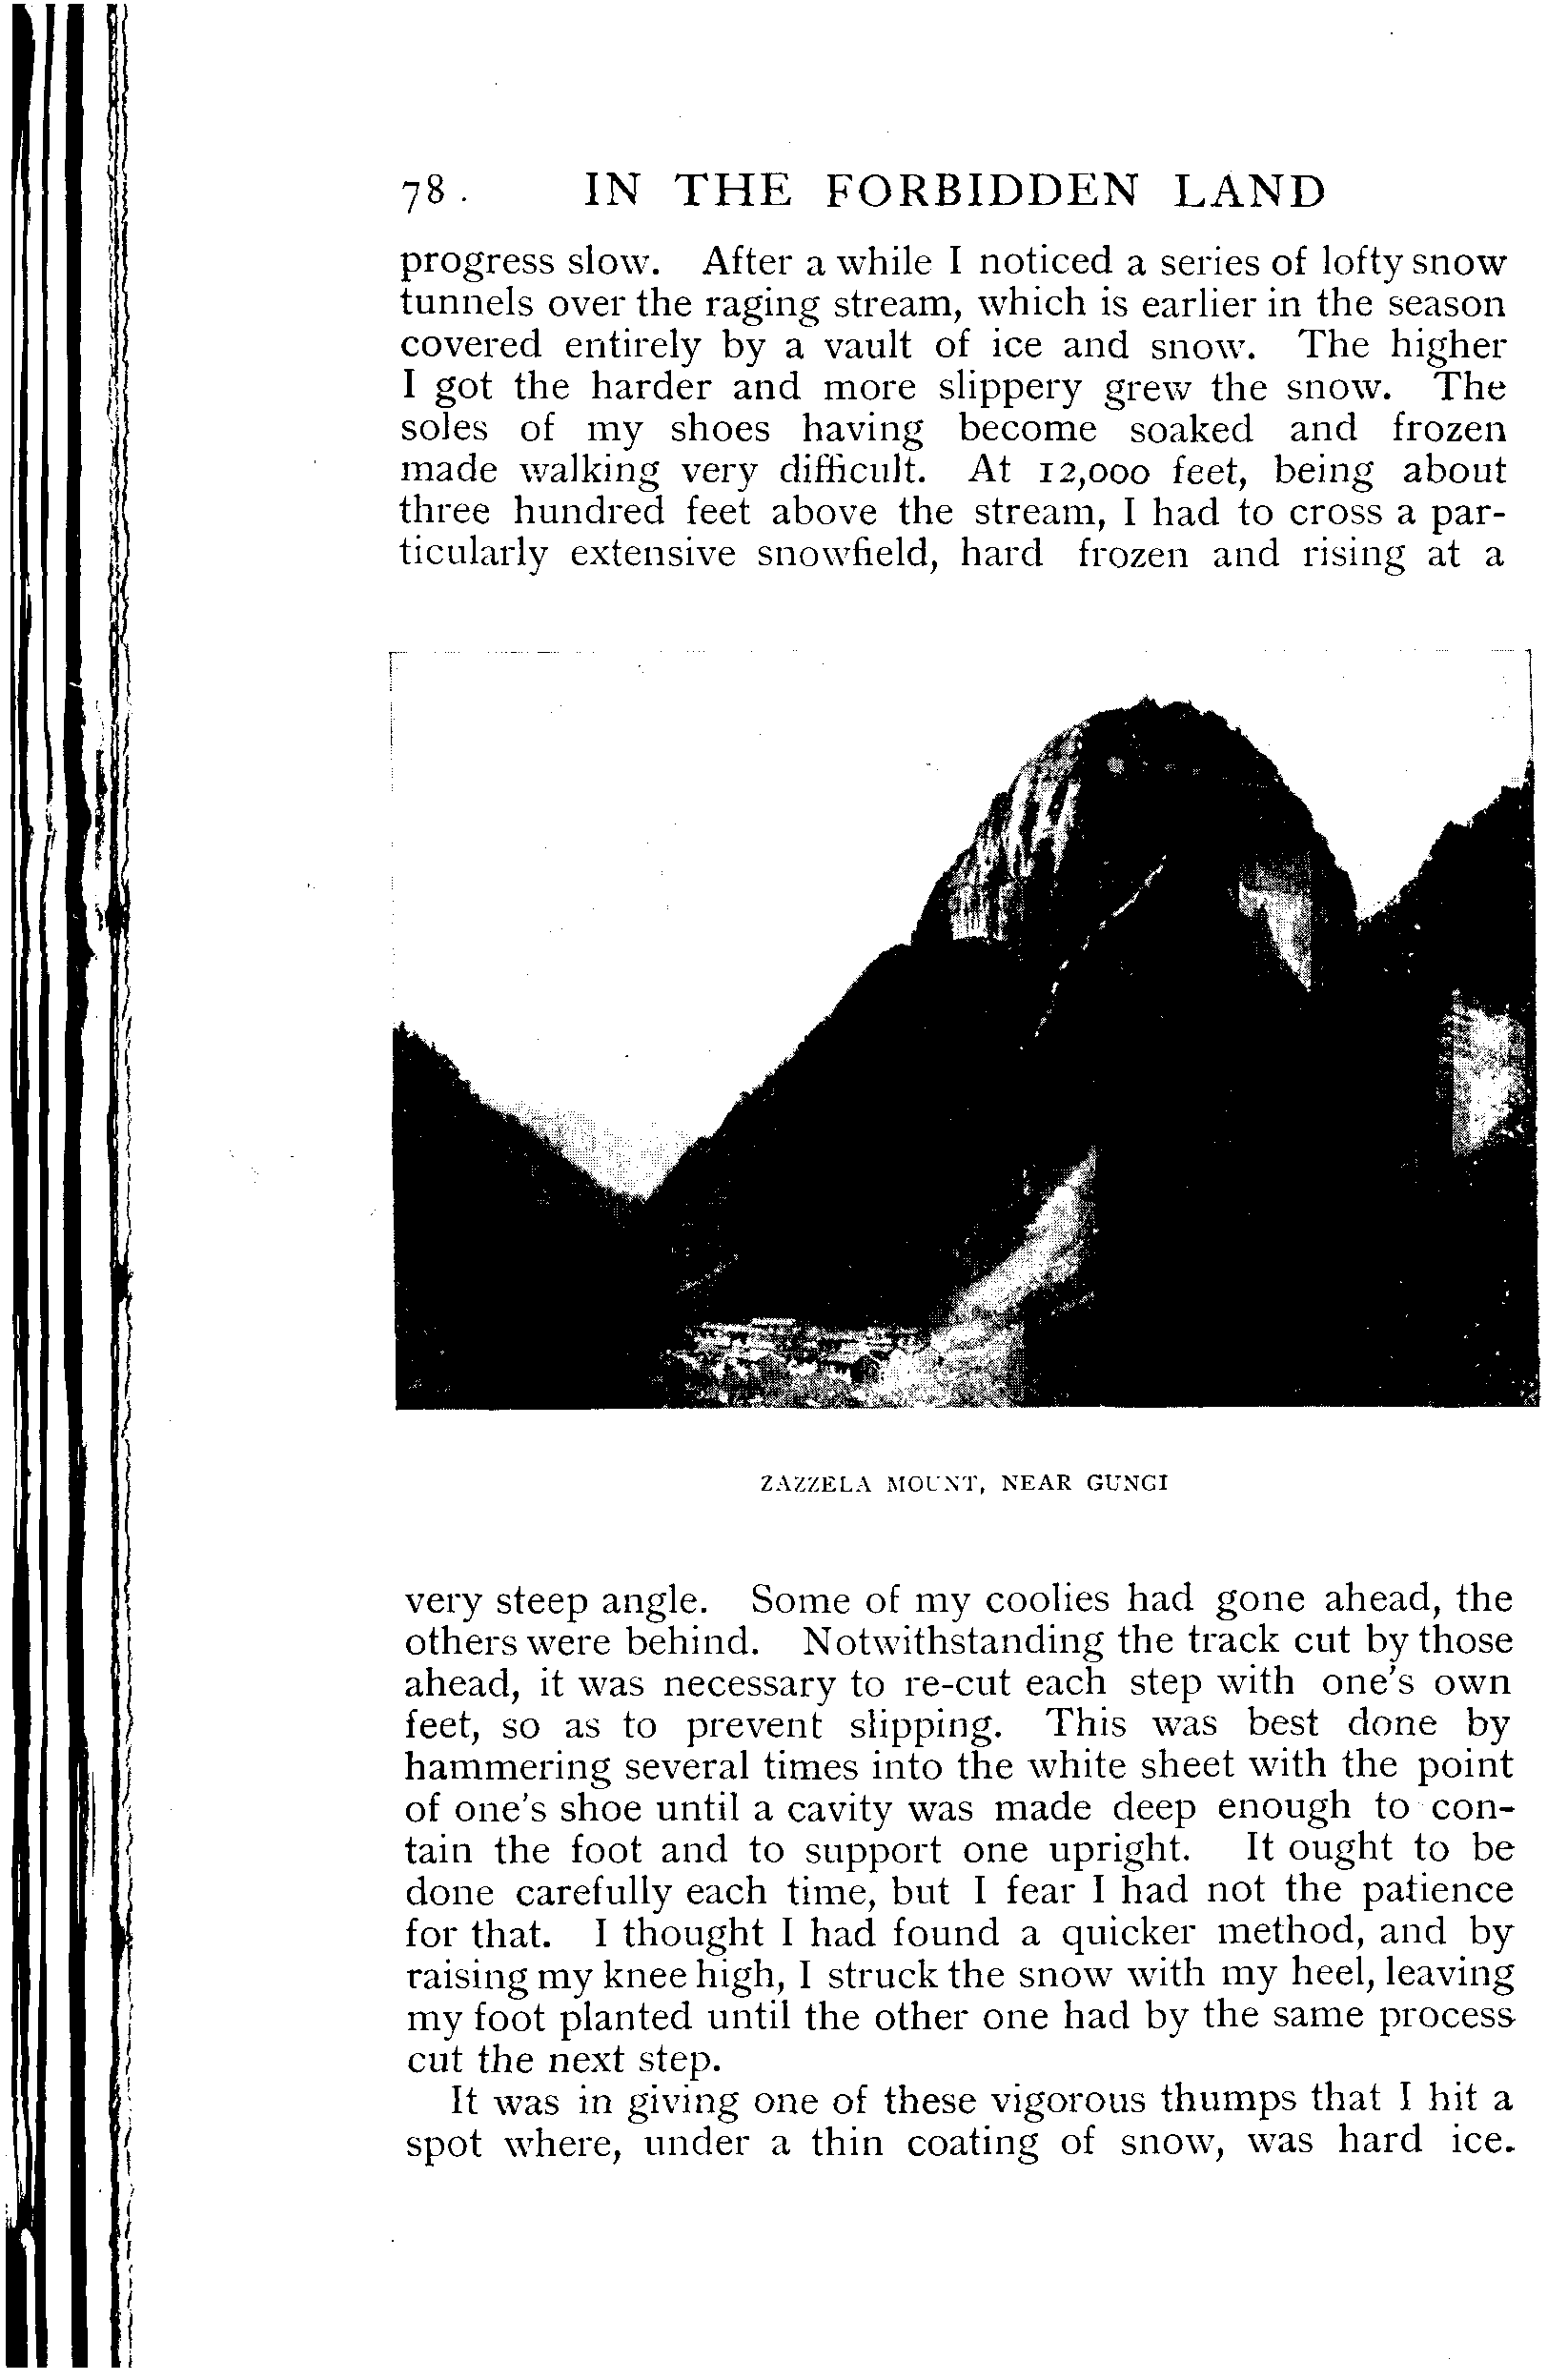 78. IN THE FORBIDDEN LAND
progress slow. After a while I noticed a series of lofty snow
tunnels over the raging stream, which is earlier in the season
covered entirely by a vault of ice and snow. The higher
I got the harder and more slippery grew the snow. The
soles of my shoes having become soaked and frozen
made walking very difficult. At 12,000 feet, being about
three hundred feet above the stream, I had to cross a par-
ticularly extensive snowfield, hard frozen and rising at a
ZAZZELA MOUNT, NEAR GUNGI
very steep angle. Some of my coolies had gone ahead, the
others were behind. Notwithstanding the track cut by those
ahead, it was necessary to re-cut each step with one's own
feet, so as to prevent slipping. This was best done by
hammering several times into the white sheet with the point
of one's shoe until a cavity was made deep enough to con-
tain the foot and to support one upright. It ought to be
done carefully each time, but I fear I had not the patience
for that. I thought I had found a quicker method, and by
raising my knee high, I struck the snow with my heel, leaving
my foot planted until the other one had by the same process
cut the next step.
It was in giving one of these vigorous thumps that I hit a
spot where, under a thin coating of snow, was hard ice.